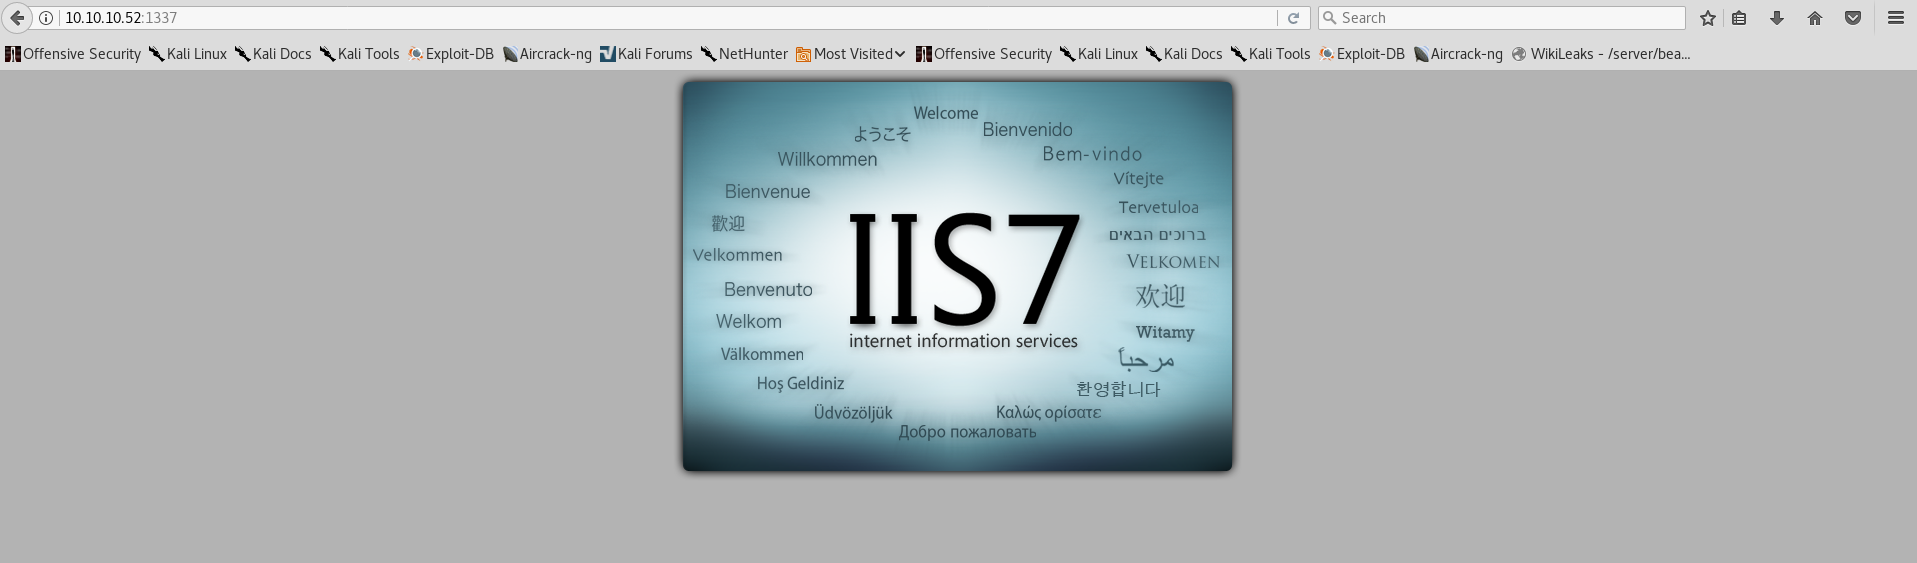 10.10.10.52:1337
Search
Offensive Security Kali Linux Kali Docs Kali Tools Exploit-DB Aircrack-ng Kali Forums NetHunter Most Visited Offensive Security Kali Linux Kali Docs Kali Tools Exploit-DB Aircrack-ng WikiLeaks - /server/bea...
Welcome
ようこそ
Bienvenido
Willkommen
Bem-vindo
Vítejte
Bienvenue
Tervetuloa
歡迎
ברוכים הבאים
Velkommen
VELKOMEN
IIS7
Benvenuto
欢迎
Welkom
Witamy
internet information services
Välkommen
مرحباً
Hoş Geldiniz
환영합니다
Üdvözöljük
Καλώς ορίσατε
Добро пожаловать